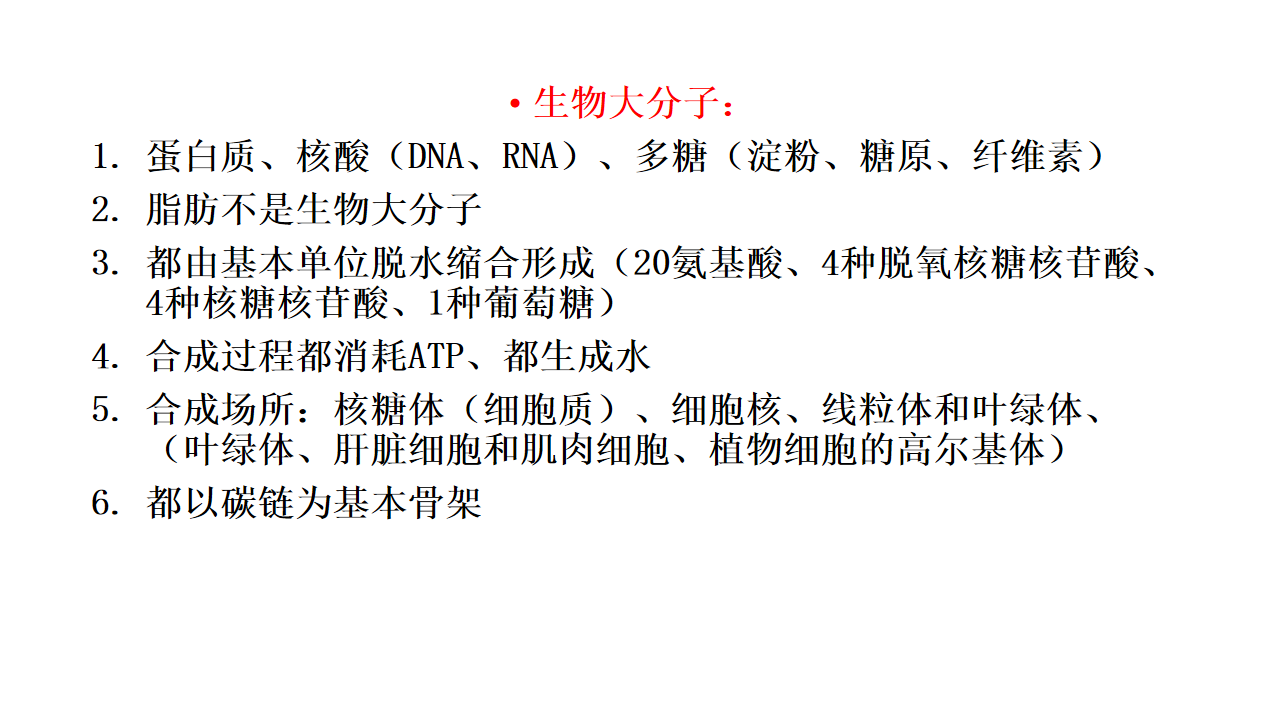 •生物大分子：
1. 蛋白质、核酸（DNA、RNA）、多糖（淀粉、糖原、纤维素）
2. 脂肪不是生物大分子
3. 都由基本单位脱水缩合形成（20氨基酸、4种脱氧核糖核苷酸、
4种核糖核苷酸、1种葡萄糖）
4. 合成过程都消耗ATP、都生成水
5. 合成场所：核糖体（细胞质）、细胞核、线粒体和叶绿体、
（叶绿体、肝脏细胞和肌肉细胞、植物细胞的高尔基体）
6. 都以碳链为基本骨架